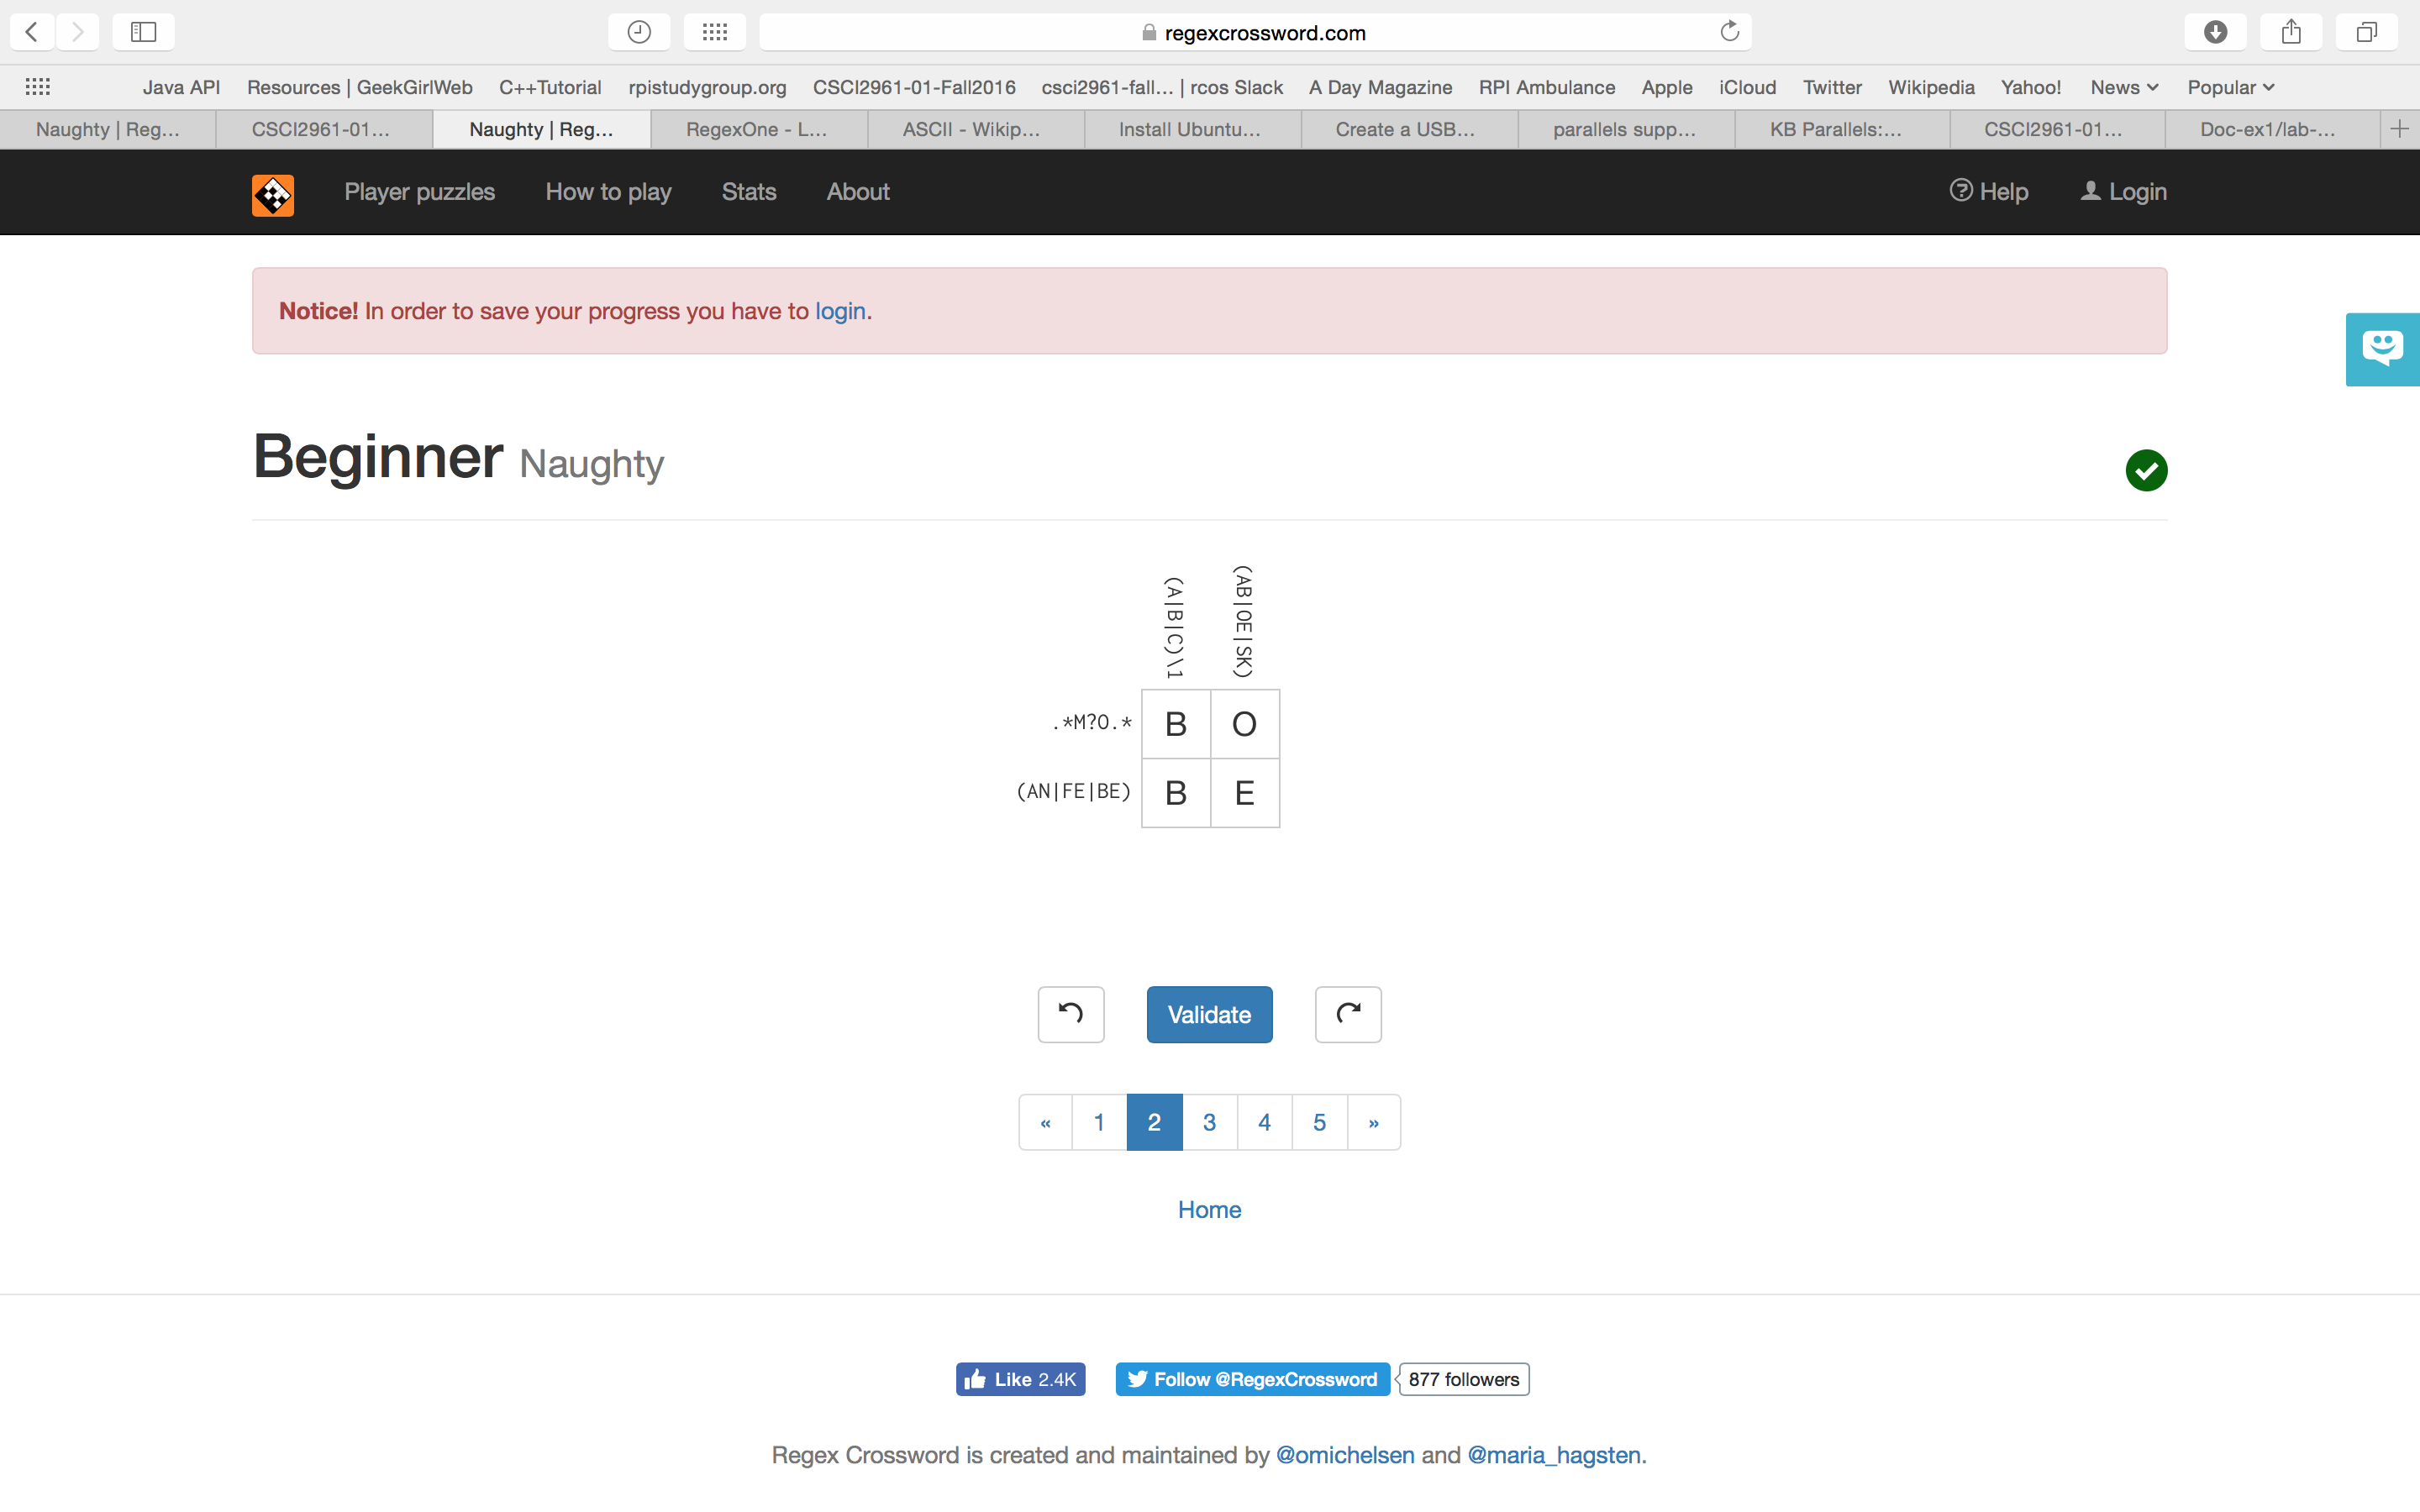 regexcrossword.com
Java API Resources | GeekGirlWeb C++Tutorial rpistudygroup.org CSCI2961-01-Fall2016 csci2961-fall... | rcos Slack A Day Magazine RPI Ambulance Apple iCloud Twitter Wikipedia Yahoo! News Popular
Naughty | Reg... CSCI2961-01... Naughty | Reg... RegexOne - L... ASCII - Wikip... Install Ubuntu... Create a USB... parallels supp... KB Parallels:... CSCI2961-01... Doc-ex1/lab-...
Player puzzles How to play Stats About Help Login
Notice! In order to save your progress you have to login.
Beginner Naughty
(A|B|C)\1 (AB|OE|SK)
.*M?O.* B O
(AN|FE|BE) B E
Validate
« 1 2 3 4 5 »
Home
Like 2.4K Follow @RegexCrossword 877 followers
Regex Crossword is created and maintained by @omichelsen and @maria_hagsten.